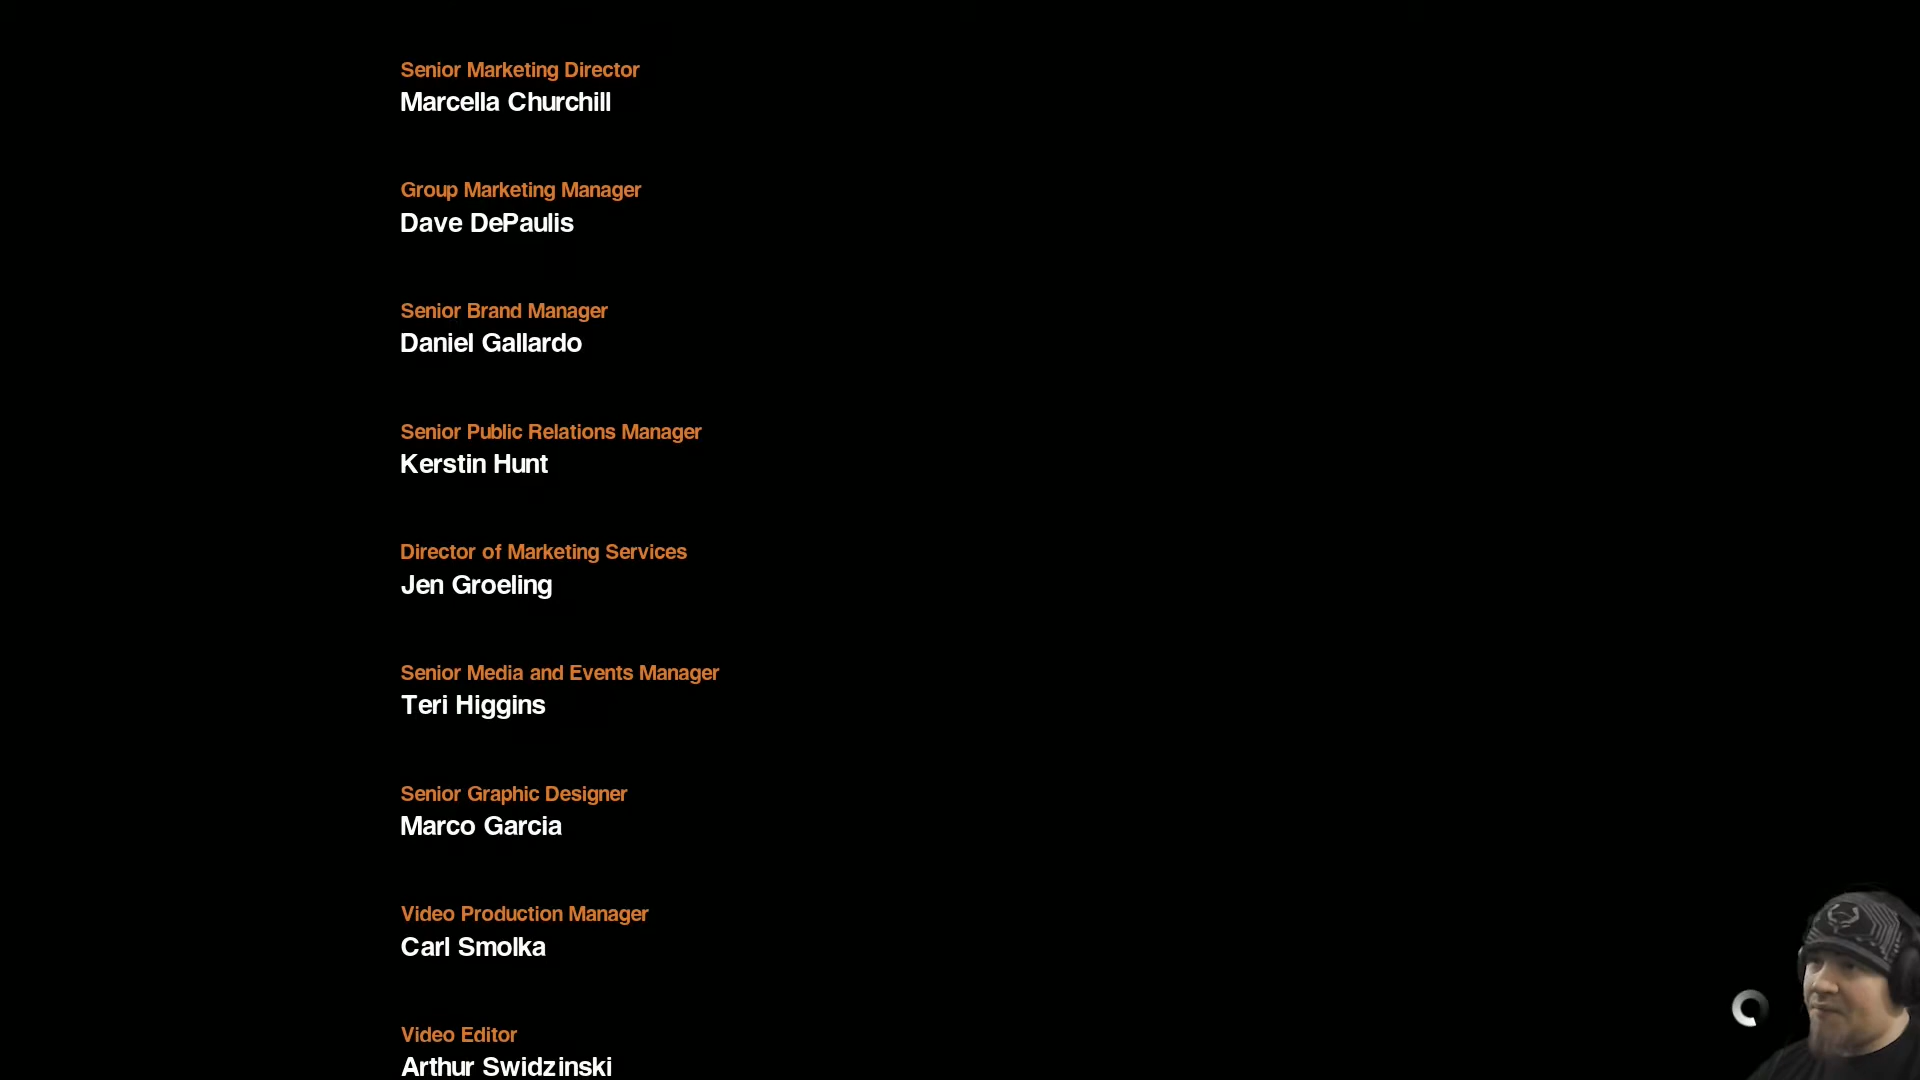 Senior Marketing Director
Marcella Churchill
Group Marketing Manager
Dave DePaulis
Senior Brand Manager
Daniel Gallardo
Senior Public Relations Manager
Kerstin Hunt
Director of Marketing Services
Jen Groeling
Senior Media and Events Manager
Teri Higgins
Senior Graphic Designer
Marco Garcia
Video Production Manager
Carl Smolka
Video Editor
Arthur Swidzinski